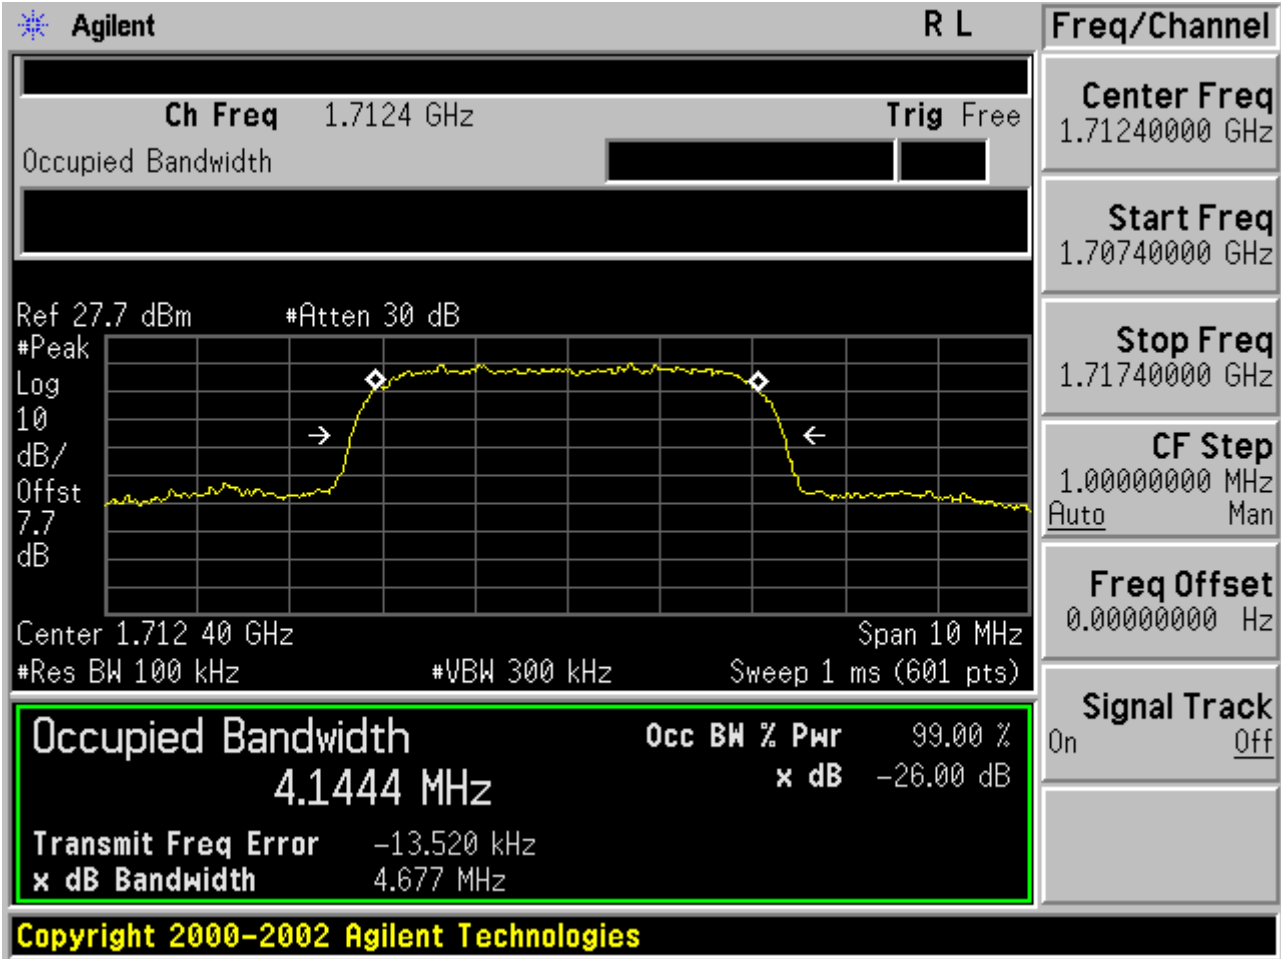 Agilent R L Freq/Channel
Ch Freq 1.7124 GHz Trig Free
Occupied Bandwidth
Center Freq
1.71240000 GHz
Start Freq
1.70740000 GHz
Stop Freq
1.71740000 GHz
CF Step
1.00000000 MHz
Auto Man
Freq Offset
0.00000000 Hz
Signal Track
On Off
Ref 27.7 dBm #Atten 30 dB
#Peak
Log
10
dB/
Offst
7.7
dB
Center 1.712 40 GHz Span 10 MHz
#Res BW 100 kHz #VBW 300 kHz Sweep 1 ms (601 pts)
Occupied Bandwidth Occ BW % Pwr 99.00 %
4.1444 MHz x dB -26.00 dB
Transmit Freq Error -13.520 kHz
x dB Bandwidth 4.677 MHz
Copyright 2000-2002 Agilent Technologies